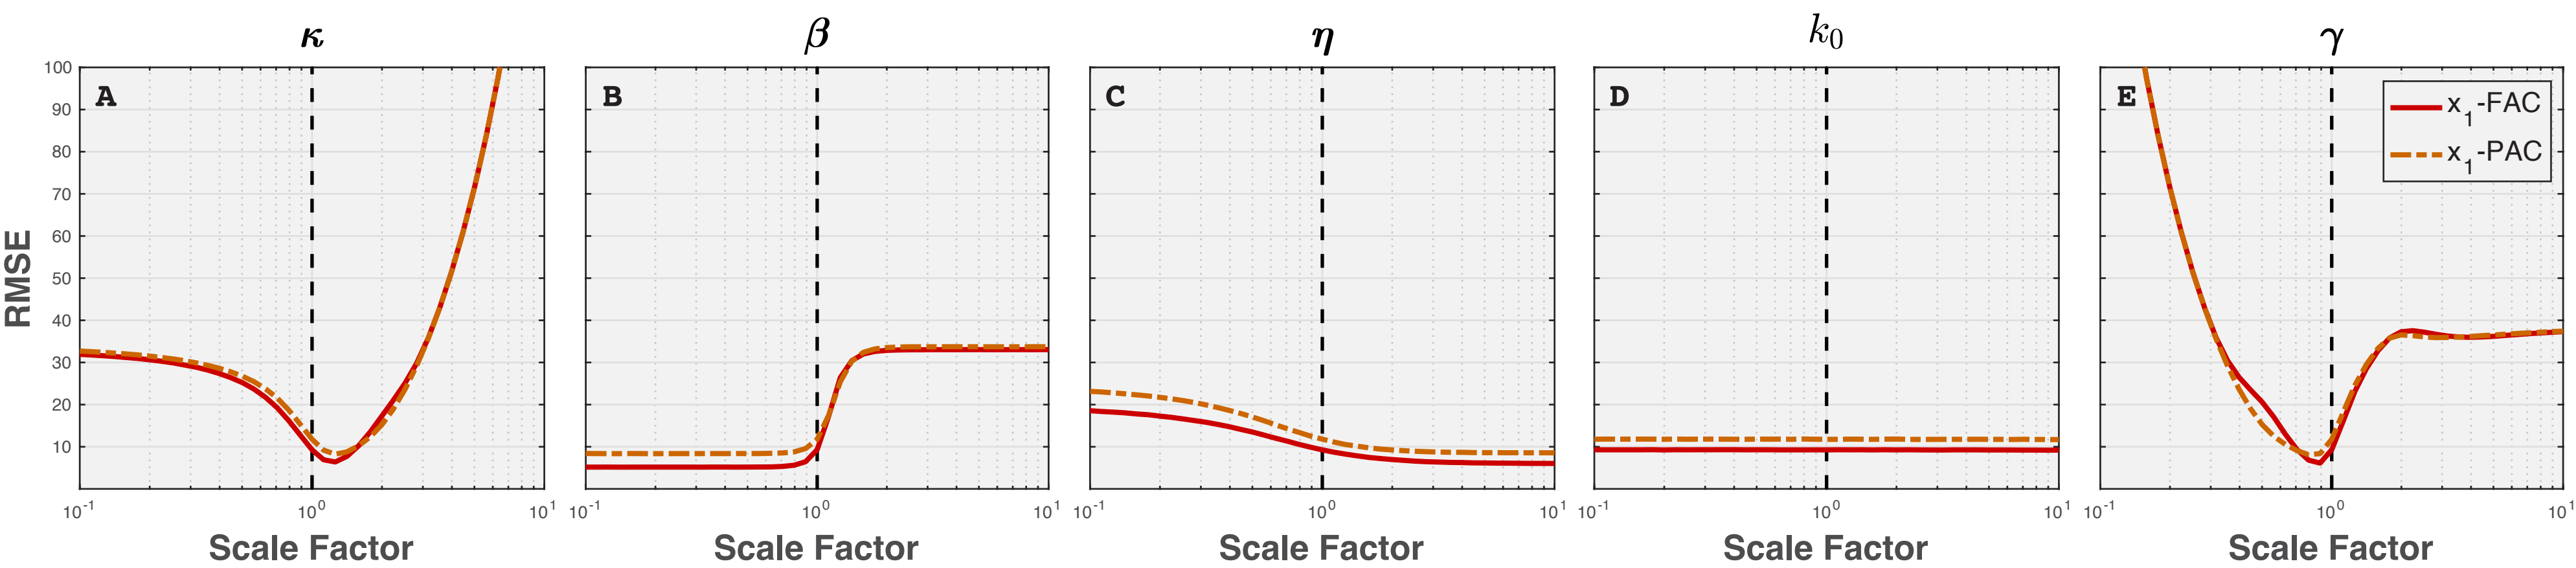 κ β η k₀ γ
A B C D E
x₁-FAC
x₁-PAC
RMSE
100
90
80
70
60
50
40
30
20
10
10⁻¹ 10⁰ 10¹ 10⁻¹ 10⁰ 10¹ 10⁻¹ 10⁰ 10¹ 10⁻¹ 10⁰ 10¹ 10⁻¹ 10⁰ 10¹
Scale Factor Scale Factor Scale Factor Scale Factor Scale Factor